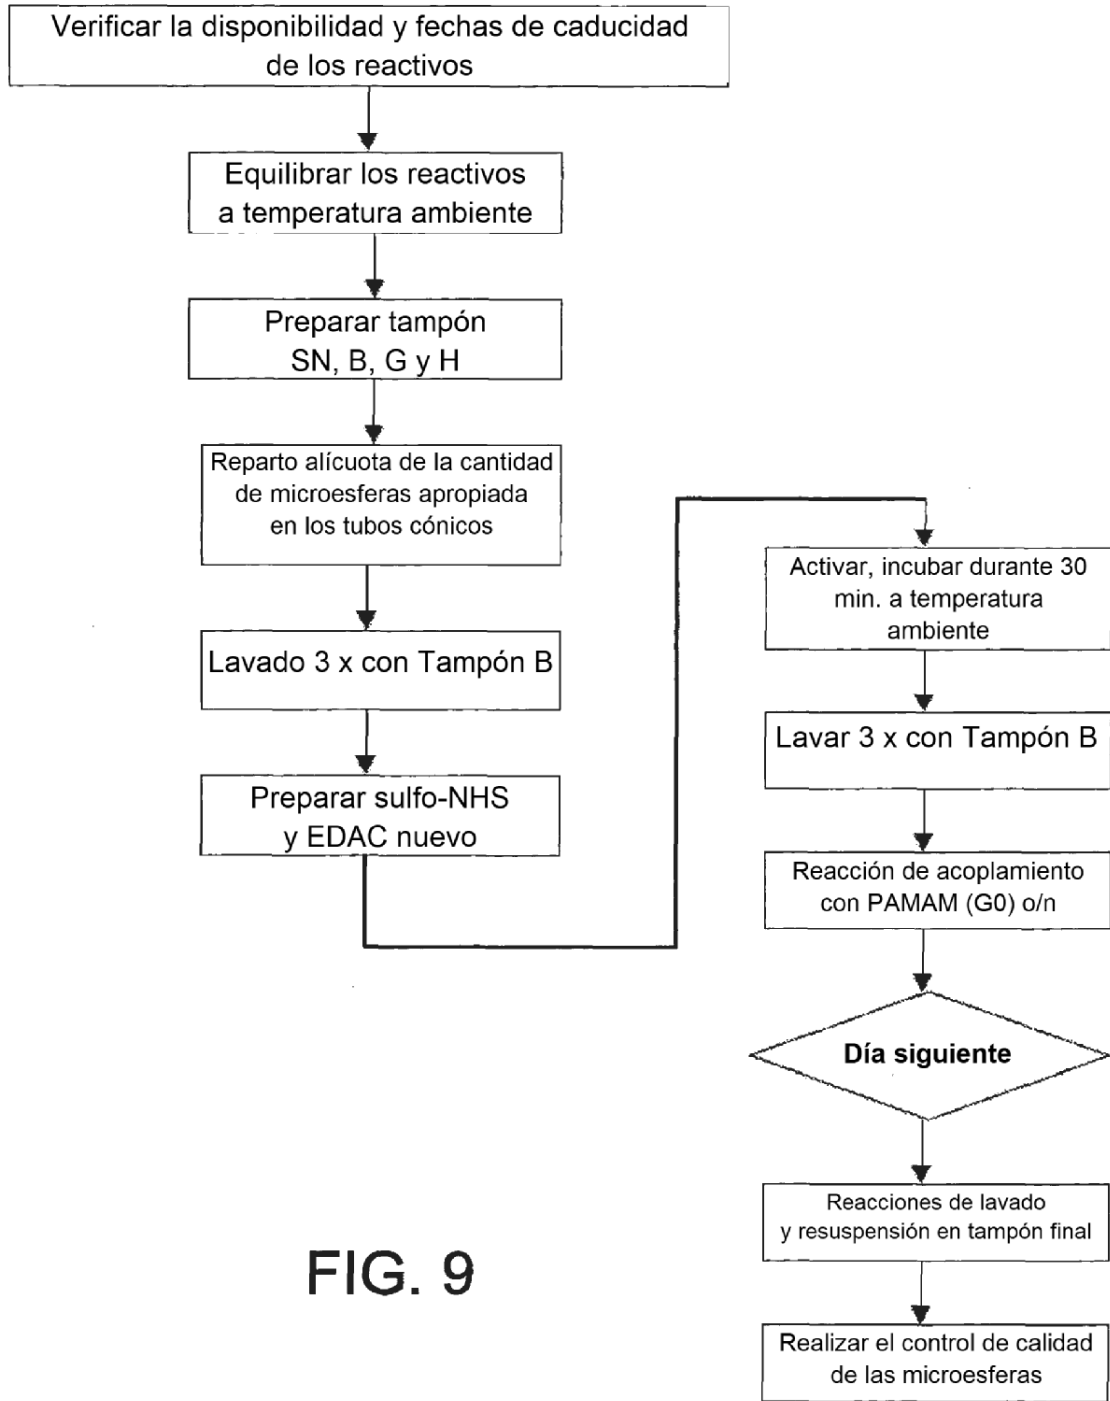 Verificar la disponibilidad y fechas de caducidad
de los reactivos
Equilibrar los reactivos
a temperatura ambiente
Preparar tampón
SN, B, G y H
Reparto alícuota de la cantidad
de microesferas apropiada
en los tubos cónicos
Lavado 3 x con Tampón B
Preparar sulfo-NHS
y EDAC nuevo
Activar, incubar durante 30
min. a temperatura
ambiente
Lavar 3 x con Tampón B
Reacción de acoplamiento
con PAMAM (G0) o/n
Día siguiente
Reacciones de lavado
y resuspensión en tampón final
Realizar el control de calidad
de las microesferas
FIG. 9